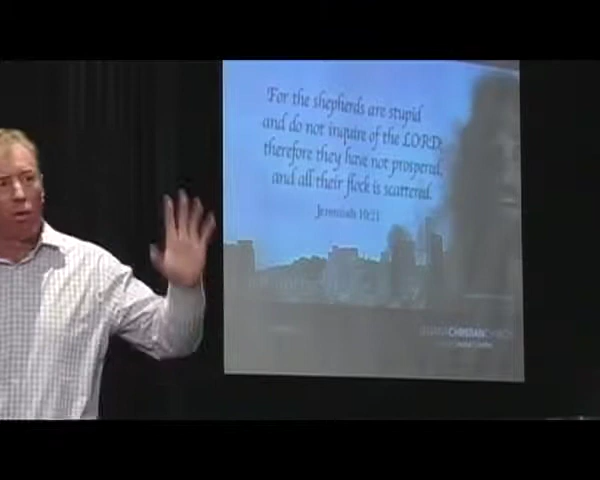 For the shepherds are stupid
and do not inquire of the LORD;
therefore they have not prospered,
and all their flock is scattered.
Jeremiah 10:21
CHRISTIANCHURCH